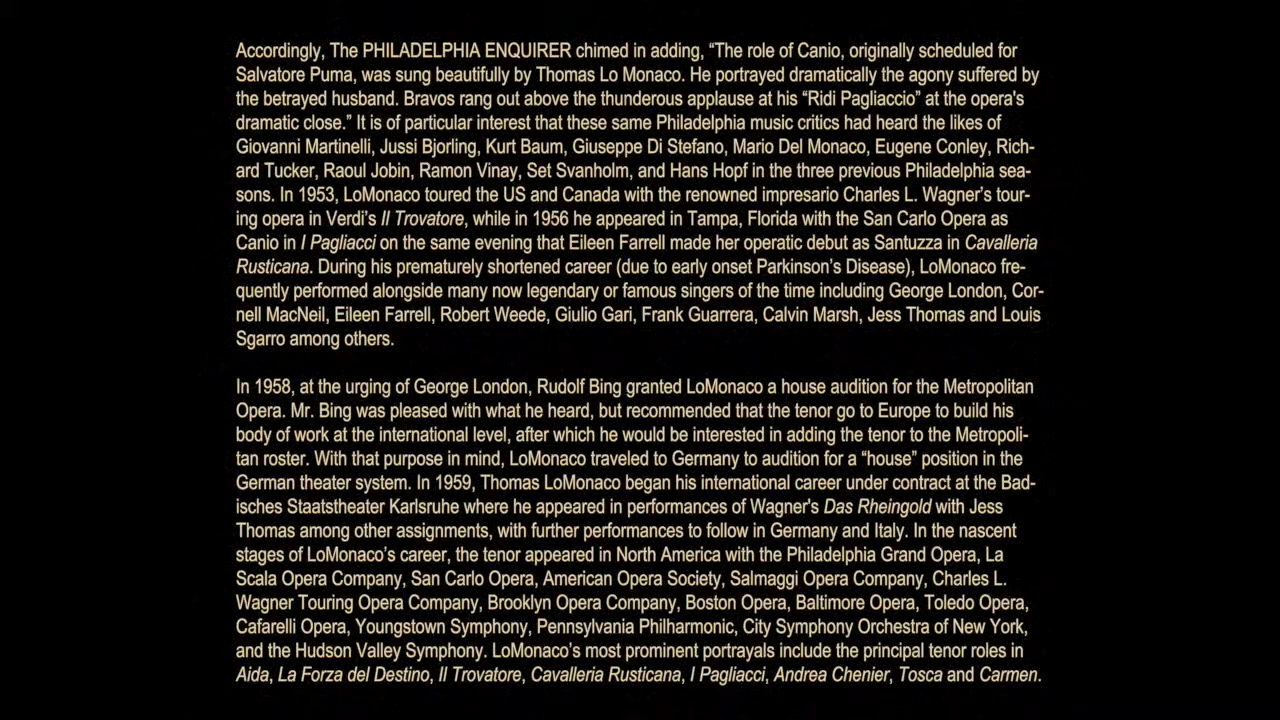 Accordingly, The PHILADELPHIA ENQUIRER chimed in adding, “The role of Canio, originally scheduled for
Salvatore Puma, was sung beautifully by Thomas Lo Monaco. He portrayed dramatically the agony suffered by
the betrayed husband. Bravos rang out above the thunderous applause at his “Ridi Pagliaccio” at the opera's
dramatic close.” It is of particular interest that these same Philadelphia music critics had heard the likes of
Giovanni Martinelli, Jussi Bjorling, Kurt Baum, Giuseppe Di Stefano, Mario Del Monaco, Eugene Conley, Rich-
ard Tucker, Raoul Jobin, Ramon Vinay, Set Svanholm, and Hans Hopf in the three previous Philadelphia sea-
sons. In 1953, LoMonaco toured the US and Canada with the renowned impresario Charles L. Wagner’s tour-
ing opera in Verdi’s Il Trovatore, while in 1956 he appeared in Tampa, Florida with the San Carlo Opera as
Canio in I Pagliacci on the same evening that Eileen Farrell made her operatic debut as Santuzza in Cavalleria
Rusticana. During his prematurely shortened career (due to early onset Parkinson’s Disease), LoMonaco fre-
quently performed alongside many now legendary or famous singers of the time including George London, Cor-
nell MacNeil, Eileen Farrell, Robert Weede, Giulio Gari, Frank Guarrera, Calvin Marsh, Jess Thomas and Louis
Sgarro among others.
In 1958, at the urging of George London, Rudolf Bing granted LoMonaco a house audition for the Metropolitan
Opera. Mr. Bing was pleased with what he heard, but recommended that the tenor go to Europe to build his
body of work at the international level, after which he would be interested in adding the tenor to the Metropoli-
tan roster. With that purpose in mind, LoMonaco traveled to Germany to audition for a “house” position in the
German theater system. In 1959, Thomas LoMonaco began his international career under contract at the Bad-
isches Staatstheater Karlsruhe where he appeared in performances of Wagner's Das Rheingold with Jess
Thomas among other assignments, with further performances to follow in Germany and Italy. In the nascent
stages of LoMonaco’s career, the tenor appeared in North America with the Philadelphia Grand Opera, La
Scala Opera Company, San Carlo Opera, American Opera Society, Salmaggi Opera Company, Charles L.
Wagner Touring Opera Company, Brooklyn Opera Company, Boston Opera, Baltimore Opera, Toledo Opera,
Cafarelli Opera, Youngstown Symphony, Pennsylvania Philharmonic, City Symphony Orchestra of New York,
and the Hudson Valley Symphony. LoMonaco’s most prominent portrayals include the principal tenor roles in
Aida, La Forza del Destino, Il Trovatore, Cavalleria Rusticana, I Pagliacci, Andrea Chenier, Tosca and Carmen.